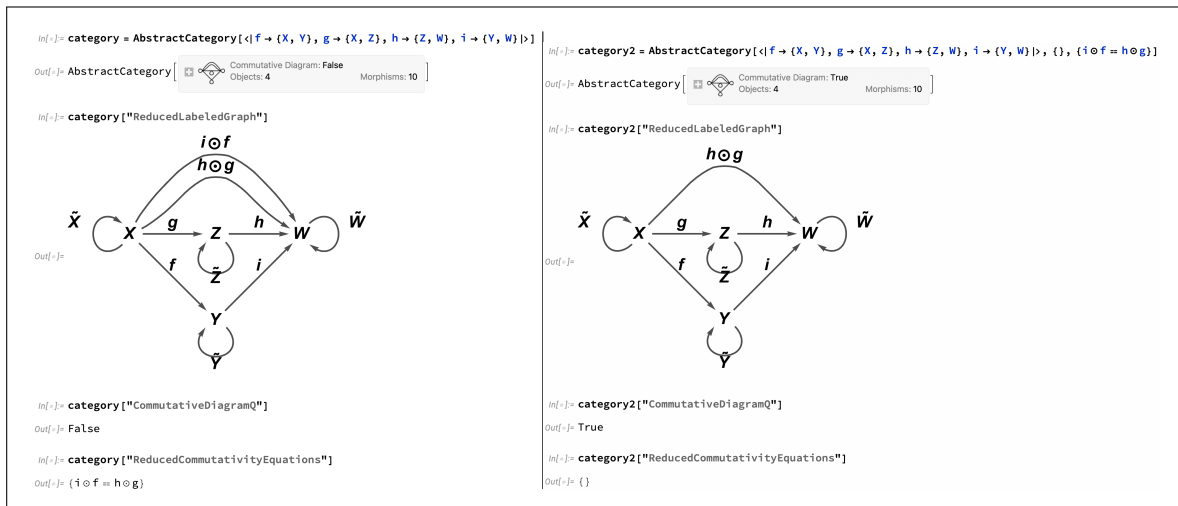 In[◦]:= category = AbstractCategory[<|f → {X, Y}, g → {X, Z}, h → {Z, W}, i → {Y, W}|>]
Out[◦]= AbstractCategory[
Commutative Diagram: False
Objects: 4 Morphisms: 10
]
In[◦]:= category["ReducedLabeledGraph"]
i⊙f
h⊙g
X̃ X g Z h W W̃
Out[◦]=
f Z̃ i
Y
Ỹ
In[◦]:= category["CommutativeDiagramQ"]
Out[◦]= False
In[◦]:= category["ReducedCommutativityEquations"]
Out[◦]= {i ⊙ f == h ⊙ g}
In[◦]:= category2 = AbstractCategory[<|f → {X, Y}, g → {X, Z}, h → {Z, W}, i → {Y, W}|>, {}, {i ⊙ f == h ⊙ g}]
Out[◦]= AbstractCategory[
Commutative Diagram: True
Objects: 4 Morphisms: 10
]
In[◦]:= category2["ReducedLabeledGraph"]
h⊙g
X̃ X g Z h W W̃
Out[◦]=
f Z̃ i
Y
Ỹ
In[◦]:= category2["CommutativeDiagramQ"]
Out[◦]= True
In[◦]:= category2["ReducedCommutativityEquations"]
Out[◦]= {}